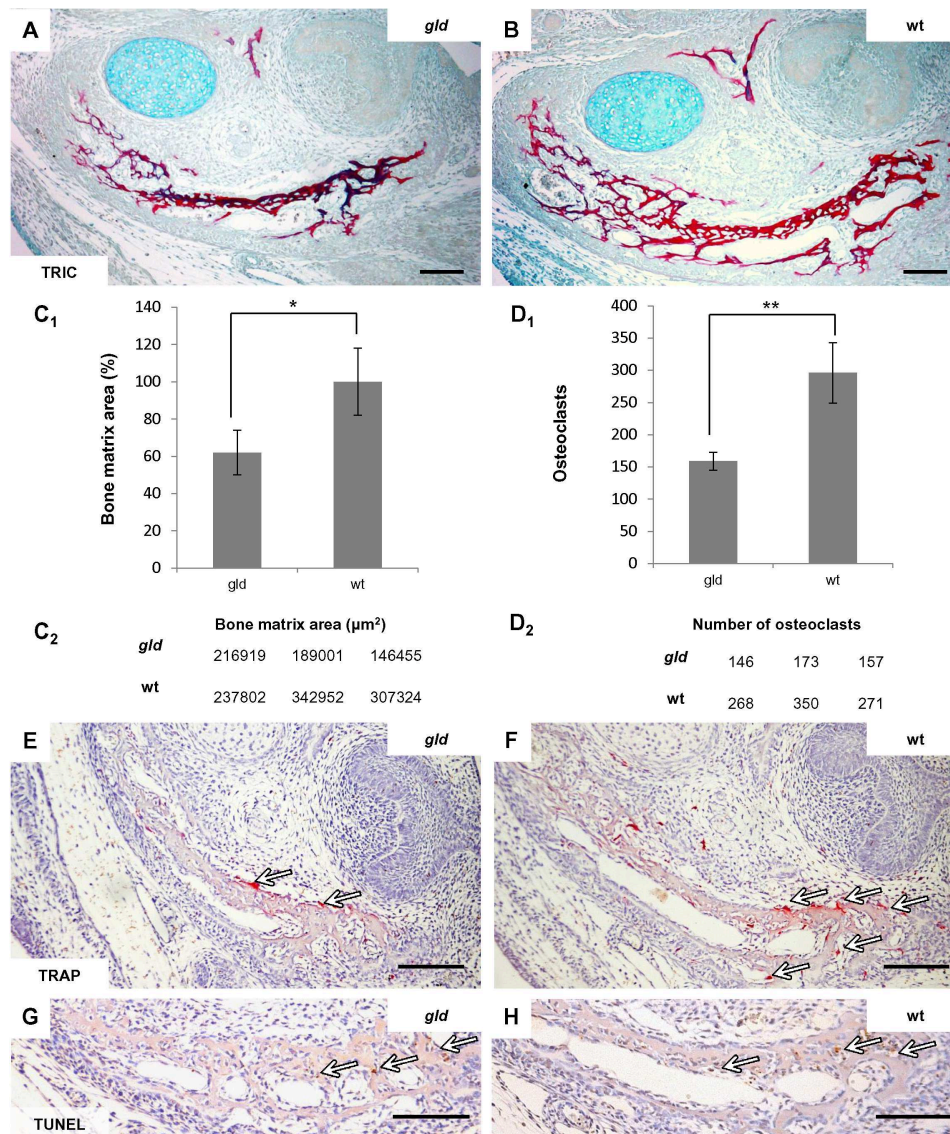 A gld
B wt
TRIC
C1
Bone matrix area (%)
140
120
100
80
60
40
20
0
*
gld wt
D1
Osteoclasts
400
350
300
250
200
150
100
50
0
**
gld wt
C2
Bone matrix area (µm²)
gld 216919 189001 146455
wt 237802 342952 307324
D2
Number of osteoclasts
gld 146 173 157
wt 268 350 271
E gld
TRAP
F wt
G gld
TUNEL
H wt